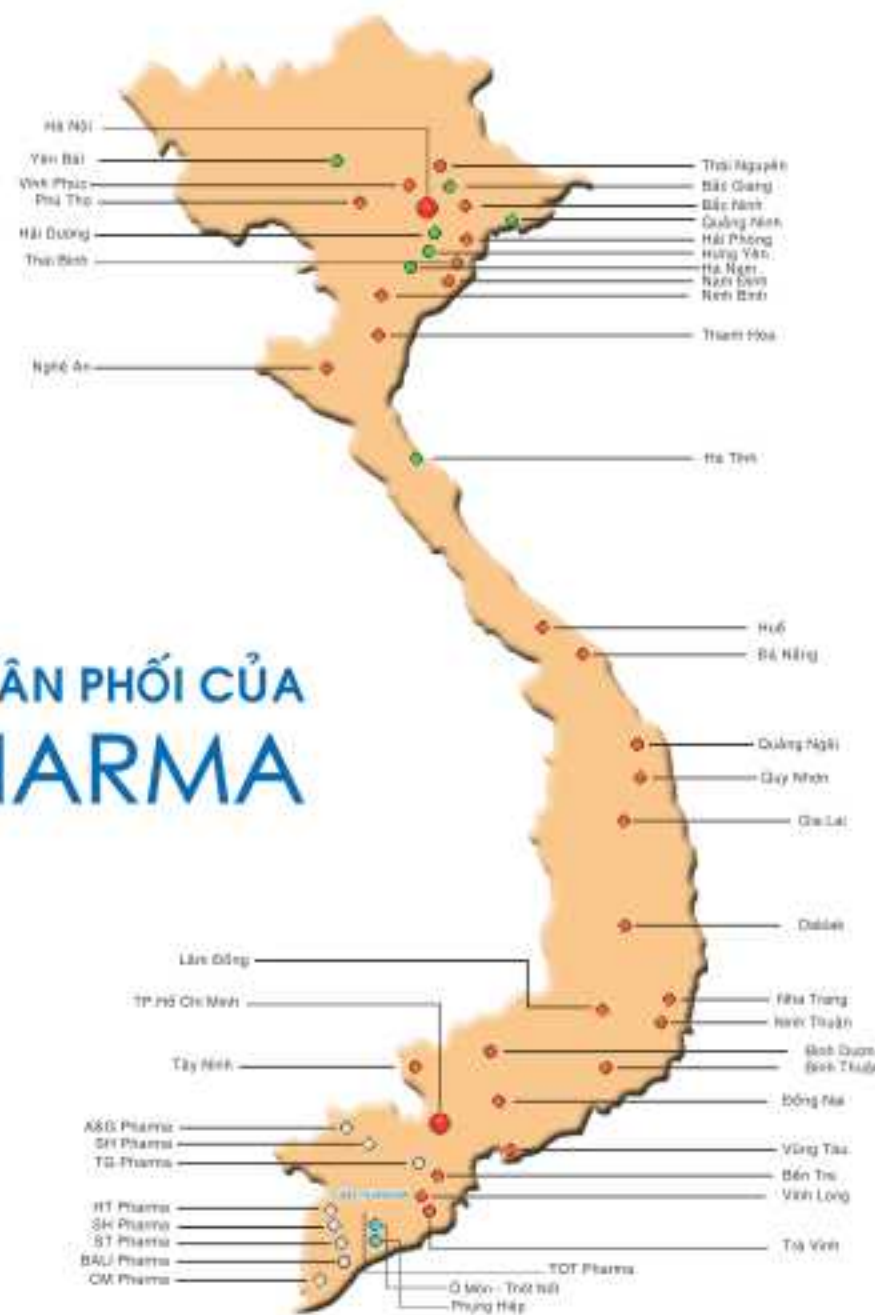 Hà Nội
Yên Bái
Vĩnh Phúc
Phú Thọ
Hải Dương
Thái Bình
Nghệ An
Thái Nguyên
Bắc Giang
Bắc Ninh
Quảng Ninh
Hải Phòng
Hưng Yên
Hà Nam
Nam Định
Ninh Bình
Thanh Hóa
Hà Tĩnh
Huế
Đà Nẵng
ÂN PHỐI CỦA
HARMA
Quảng Ngãi
Quy Nhơn
Gia Lai
Daklak
Lâm Đồng
TP.Hồ Chí Minh
Tây Ninh
Nha Trang
Ninh Thuận
Bình Dươn
Bình Thuậ
Đồng Nai
A&G Pharma
SH Pharma
TG Pharma
Vũng Tàu
Bến Tre
Vĩnh Long
HT Pharma
SH Pharma
ST Pharma
BALI Pharma
CM Pharma
Trà Vinh
TOT Pharma
Ô Môn - Thốt Nốt
Phụng Hiệp